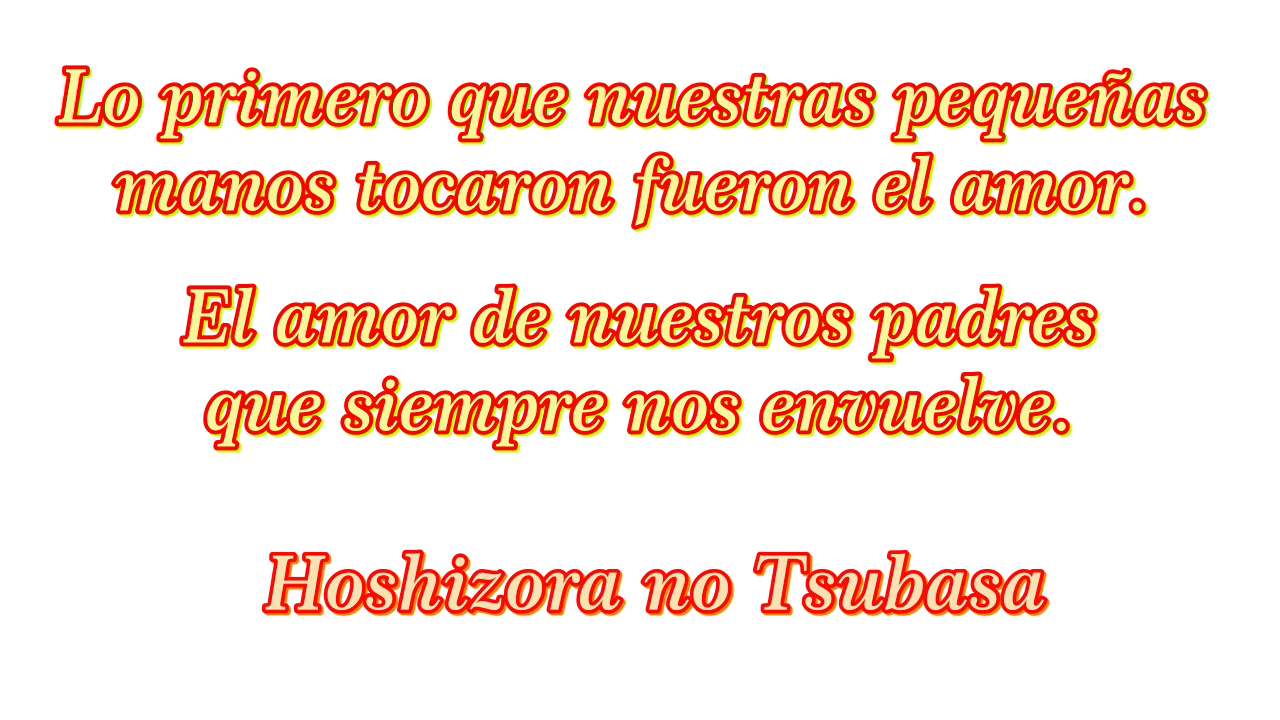 Lo primero que nuestras pequeñas
manos tocaron fueron el amor.
El amor de nuestros padres
que siempre nos envuelve.
Hoshizora no Tsubasa